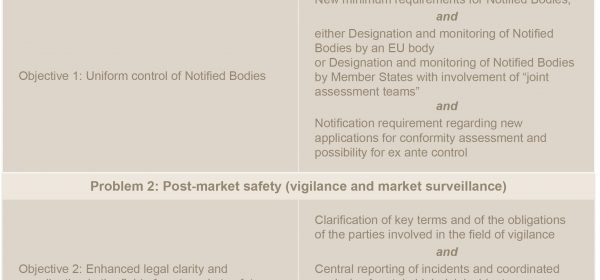 New minimum requirements for Notified Bodies;
and
either Designation and monitoring of Notified
Bodies by an EU body
or Designation and monitoring of Notified Bodies
by Member States with involvement of “joint
assessment teams”
Objective 1: Uniform control of Notified Bodies
and
Notification requirement regarding new
applications for conformity assessment and
possibility for ex ante control
Problem 2: Post-market safety (vigilance and market surveillance)
Clarification of key terms and of the obligations
of the parties involved in the field of vigilance
and
Objective 2: Enhanced legal clarity and
Central reporting of incidents and coordinated